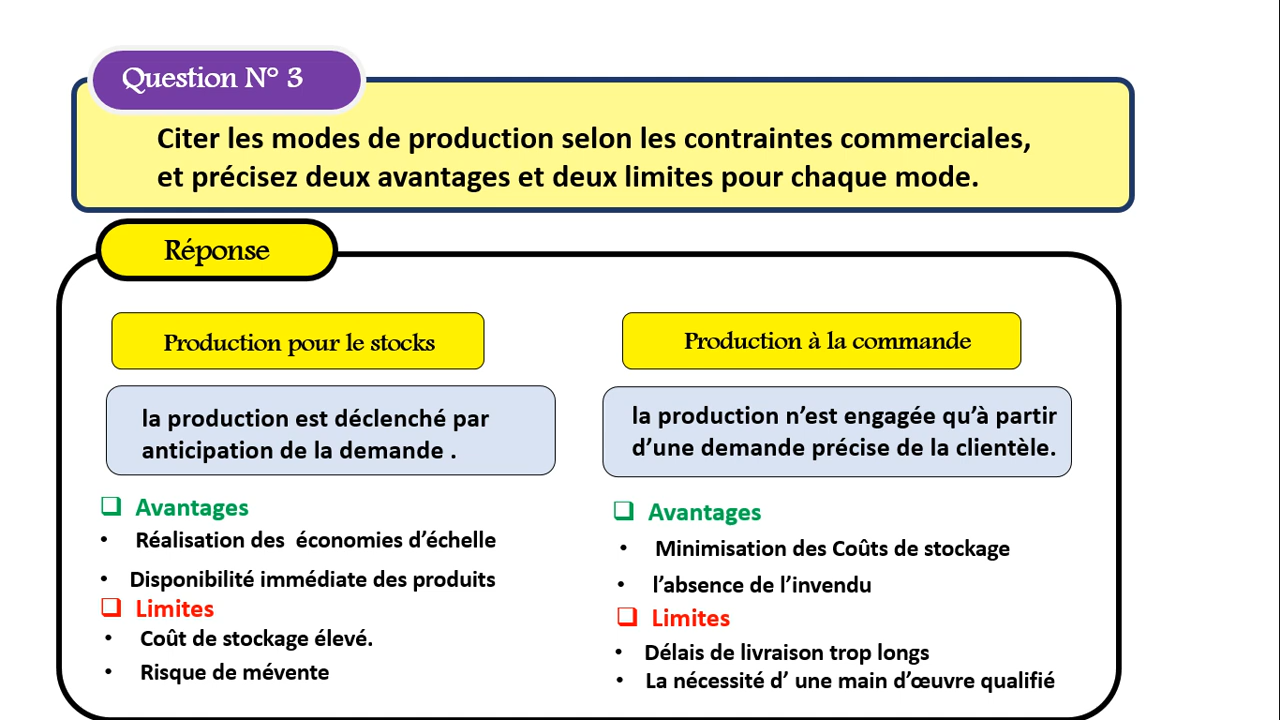 Question N° 3
Citer les modes de production selon les contraintes commerciales,
et précisez deux avantages et deux limites pour chaque mode.
Réponse
Production pour le stocks
la production est déclenché par
anticipation de la demande .
Avantages
Réalisation des économies d’échelle
Disponibilité immédiate des produits
Limites
Coût de stockage élevé.
Risque de mévente
Production à la commande
la production n’est engagée qu’à partir
d’une demande précise de la clientèle.
Avantages
Minimisation des Coûts de stockage
l’absence de l’invendu
Limites
Délais de livraison trop longs
La nécessité d’ une main d’œuvre qualifié